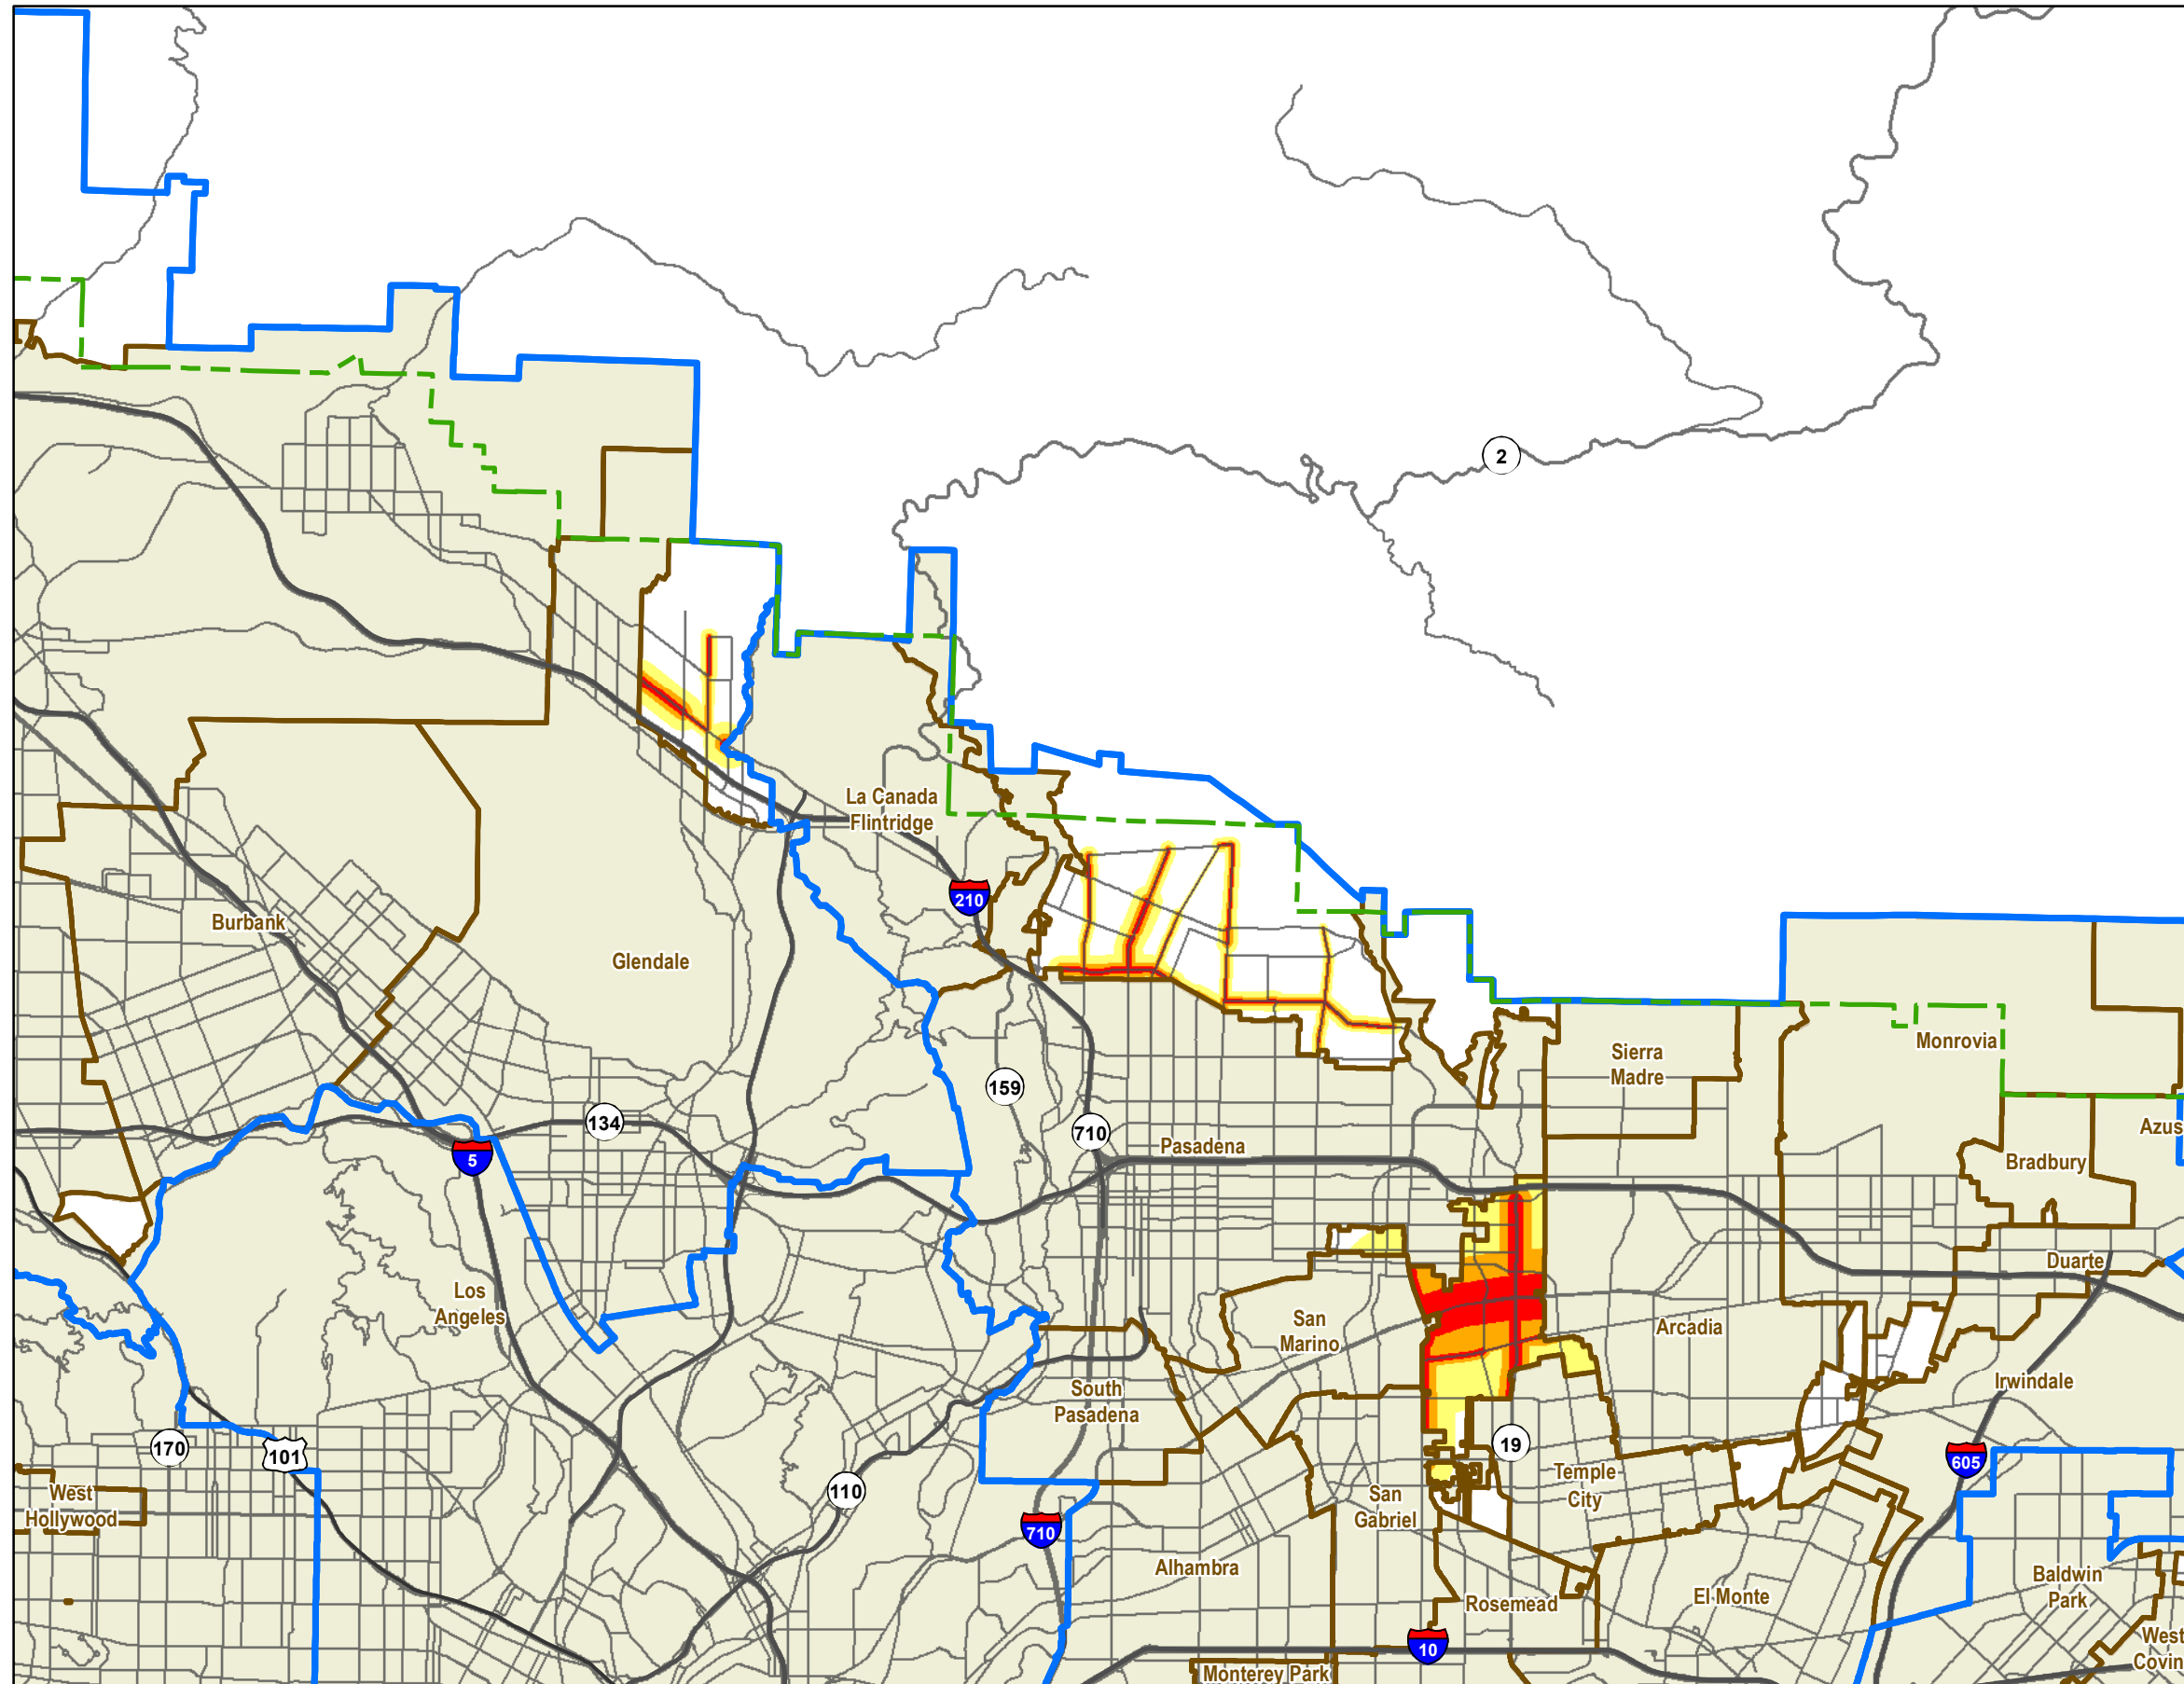 2
La Canada
Flintridge
210
Burbank
Glendale
Sierra
Madre
Monrovia
159
134
710
Pasadena
5
Azus
Bradbury
Duarte
Los
Angeles
San
Marino
Arcadia
South
Pasadena
Irwindale
170
101
19
605
110
West
Hollywood
San
Gabriel
Temple
City
710
Alhambra
Rosemead
El Monte
Baldwin
Park
10
Monterey Park
West
Covin